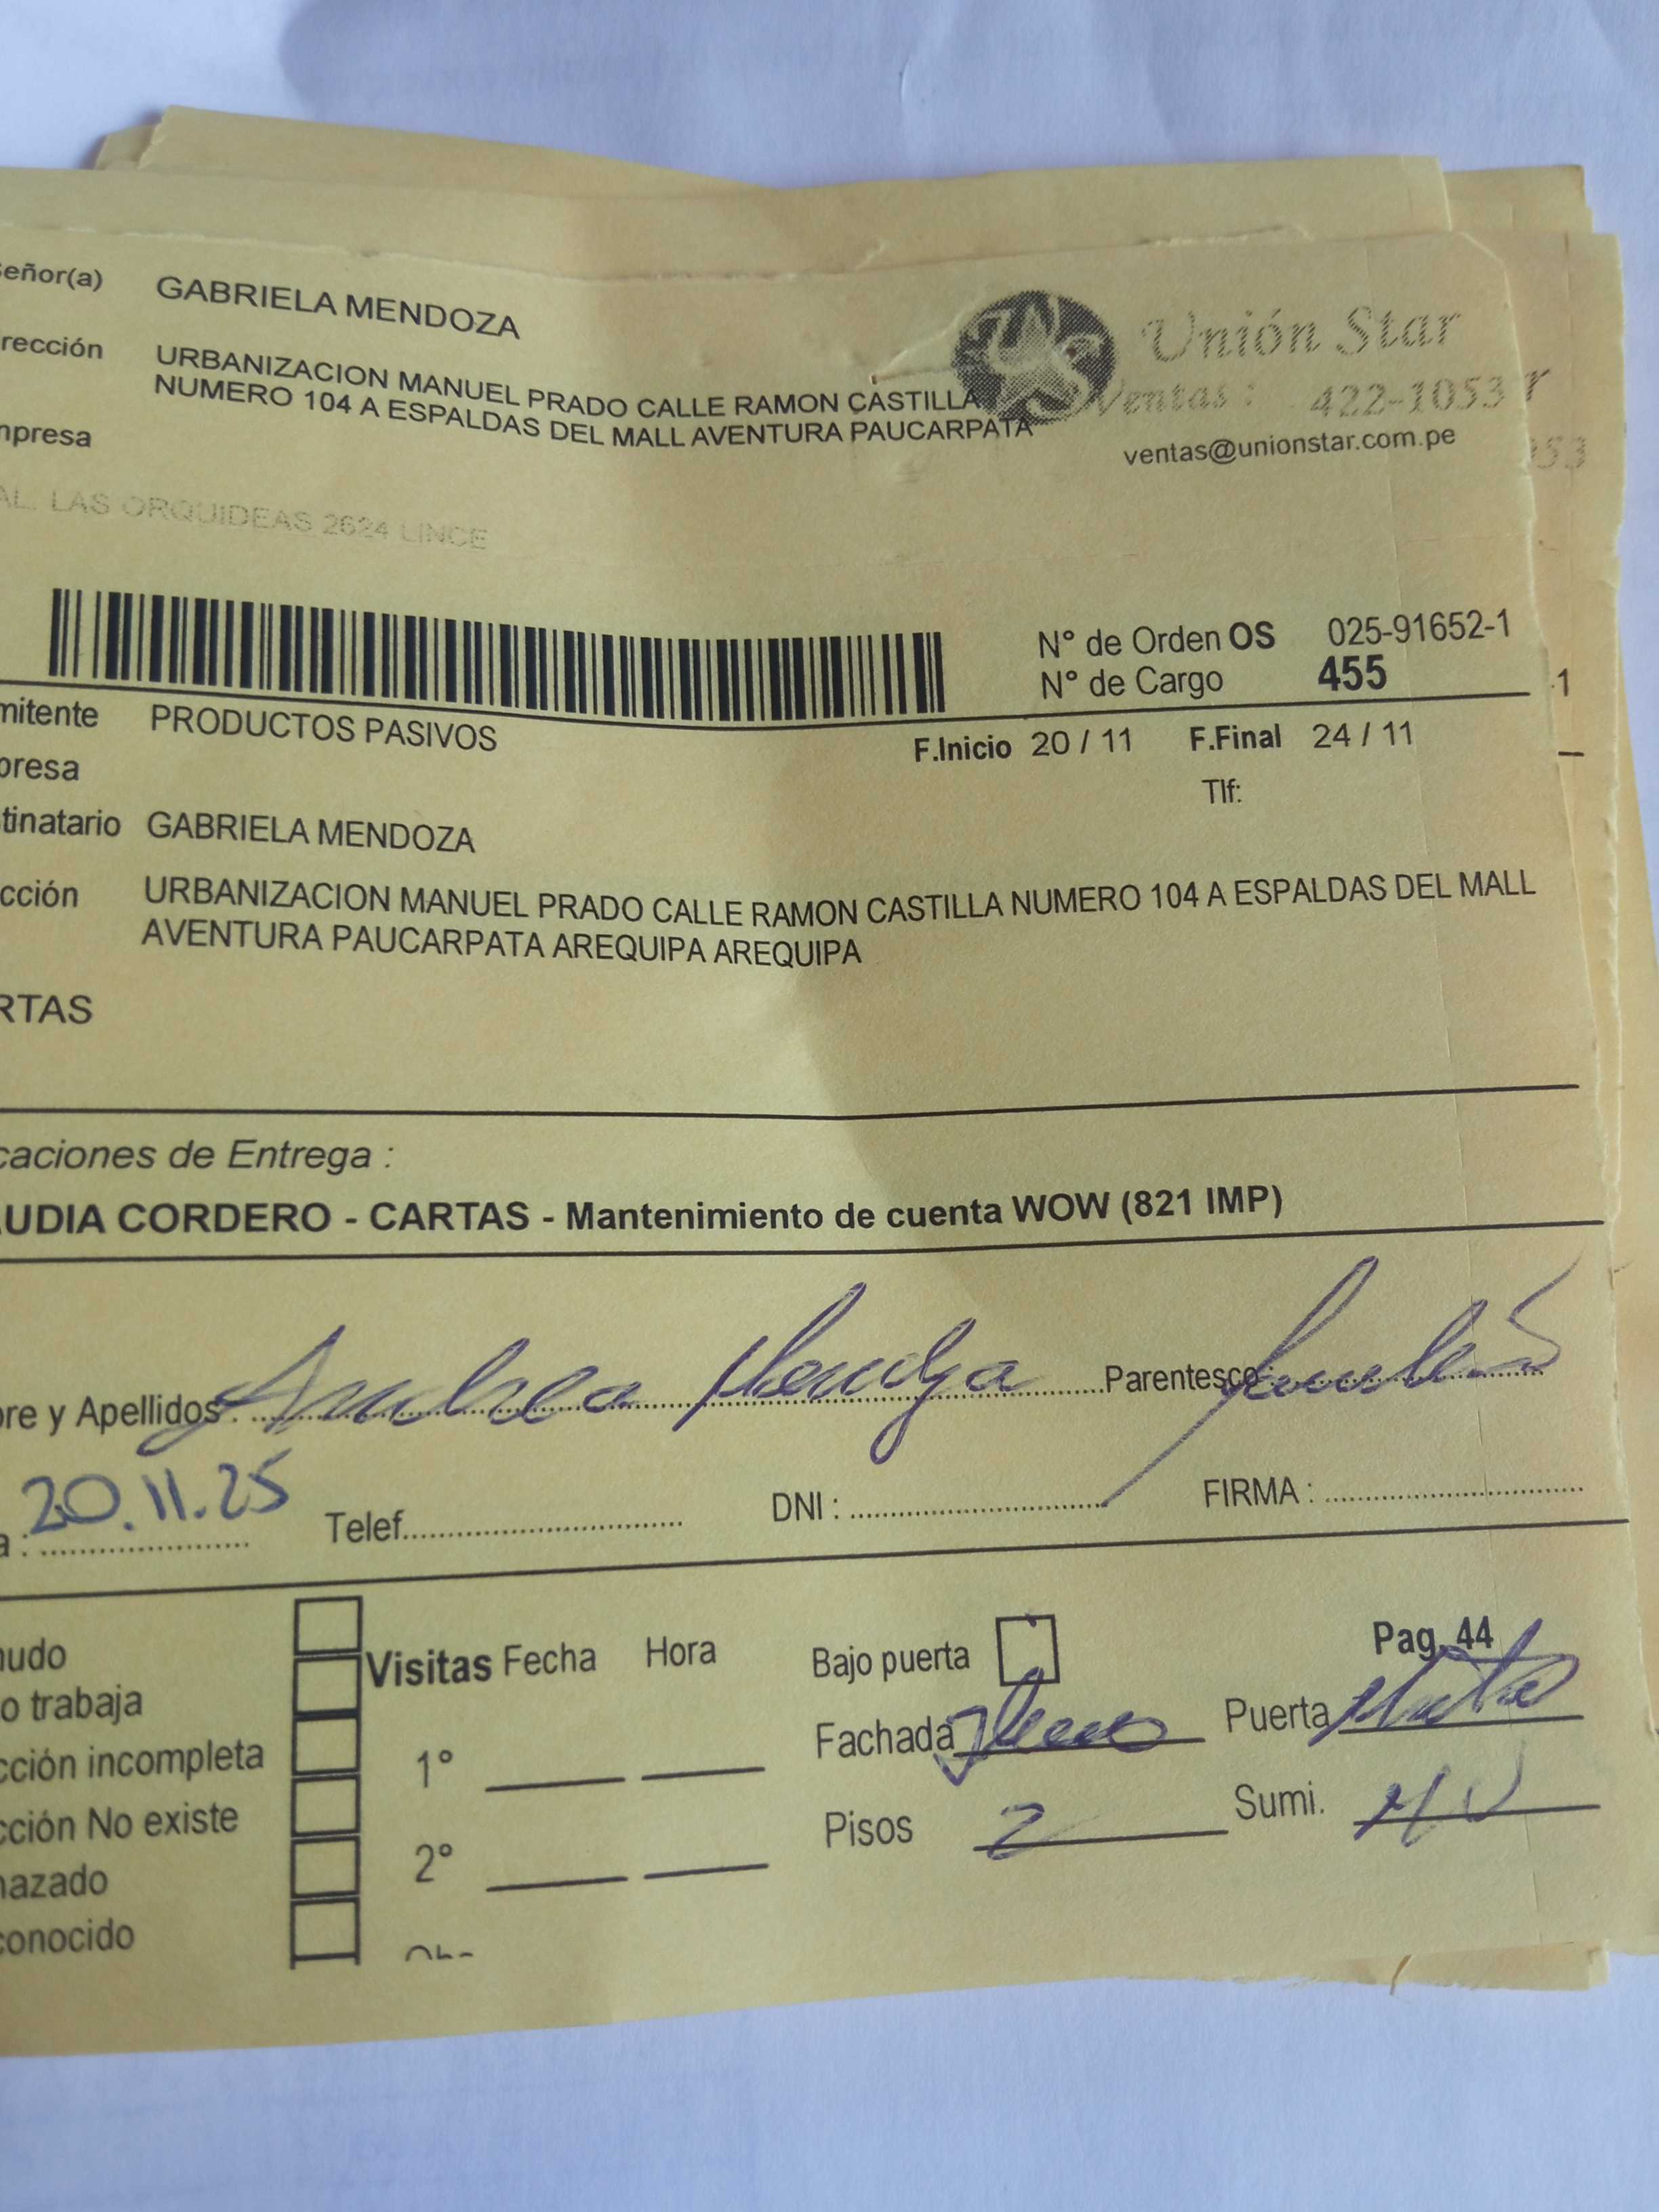 eñor(a) GABRIELA MENDOZA
rección URBANIZACION MANUEL PRADO CALLE RAMON CASTILLA
NUMERO 104 A ESPALDAS DEL MALL AVENTURA PAUCARPATA
mpresa
Unión Star
Ventas : 422-1053
ventas@unionstar.com.pe
AL. LAS ORQUIDEAS 2624 LINCE
N° de Orden OS 025-91652-1
N° de Cargo 455
mitente PRODUCTOS PASIVOS
F.Inicio 20 / 11 F.Final 24 / 11
presa
Tlf:
tinatario GABRIELA MENDOZA
cción URBANIZACION MANUEL PRADO CALLE RAMON CASTILLA NUMERO 104 A ESPALDAS DEL MALL
AVENTURA PAUCARPATA AREQUIPA AREQUIPA
RTAS
caciones de Entrega :
UDIA CORDERO - CARTAS - Mantenimiento de cuenta WOW (821 IMP)
bre y Apellidos: Andrea Mendoza Parentesco:
a : 20.11.25 Telef. DNI : FIRMA :
nudo
o trabaja
cción incompleta
cción No existe
hazado
conocido
Visitas Fecha Hora
1°
2°
Bajo puerta
Pag. 44
Fachada Puerta
Pisos 2 Sumi.